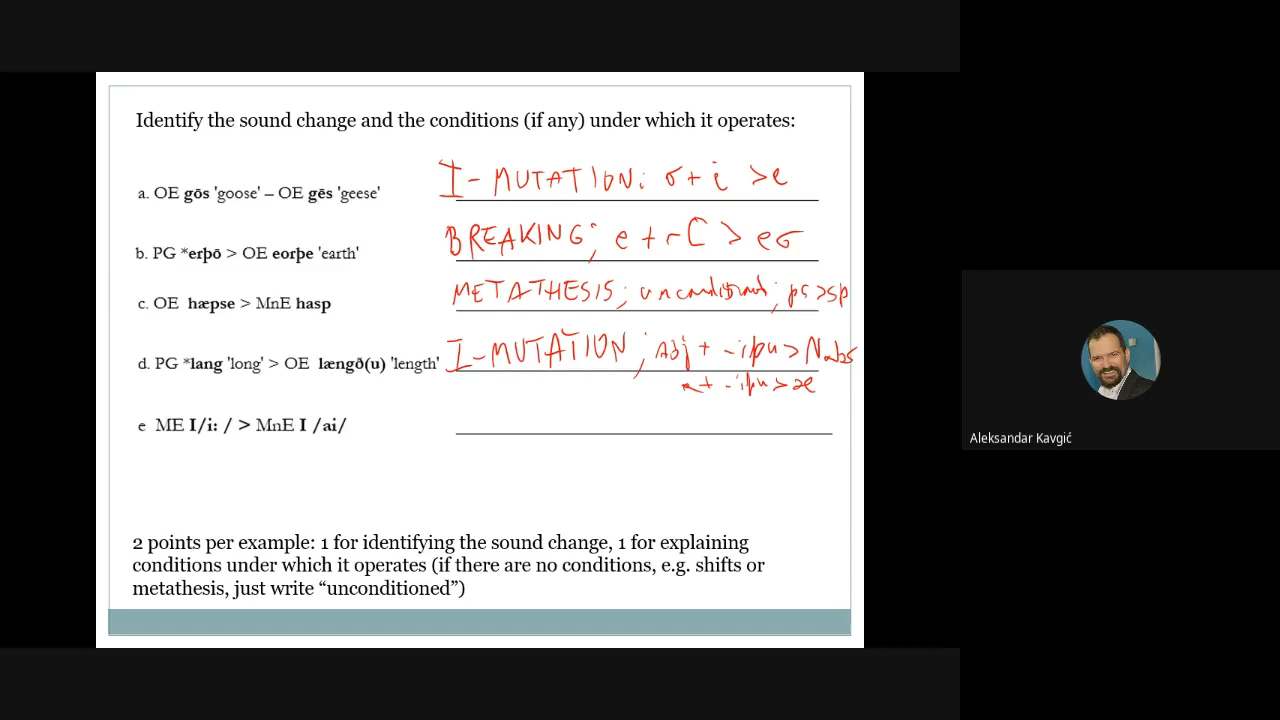 Identify the sound change and the conditions (if any) under which it operates:
a. OE gōs 'goose' – OE gēs 'geese' I-MUTATION: o+i >e
b. PG *erþō > OE eorþe 'earth' BREAKING; e+rC > eo
c. OE hæpse > MnE hasp METATHESIS; unconditioned; ps>sp
d. PG *lang 'long' > OE længð(u) 'length' I-MUTATION; Adj + -iþu > Nabs
a+ -iþu > æ
e ME I/i: / > MnE I /ai/
2 points per example: 1 for identifying the sound change, 1 for explaining
conditions under which it operates (if there are no conditions, e.g. shifts or
metathesis, just write “unconditioned”)
Aleksandar Kavgić